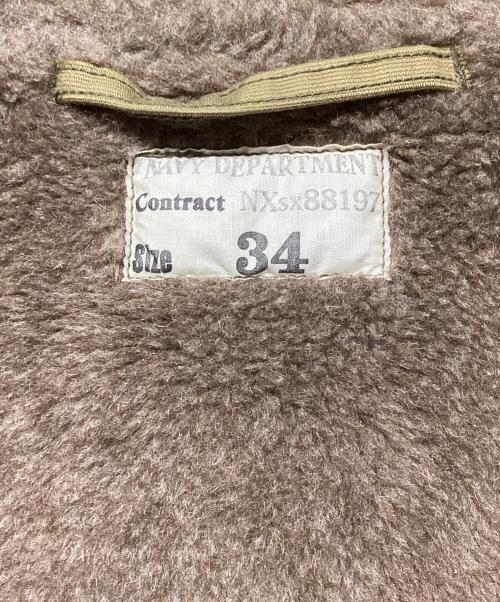 NAVY DEPARTMENT
Contract NXsx88197
Size 34